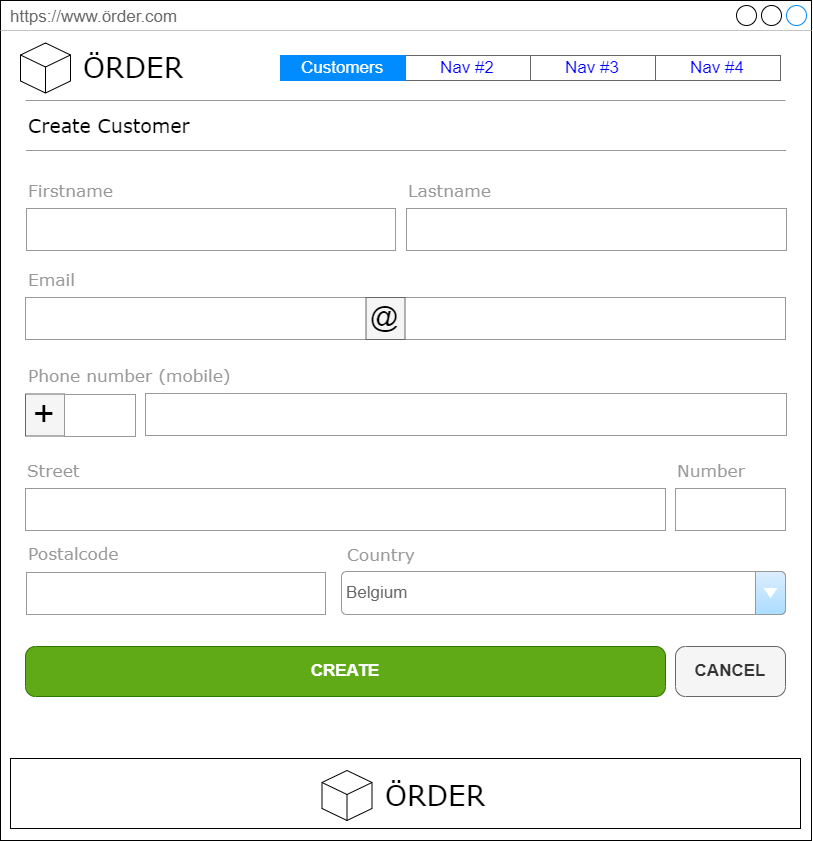 https://www.örder.com
ÖRDER
Customers Nav #2 Nav #3 Nav #4
Create Customer
Firstname Lastname
Email
@
Phone number (mobile)
+
Street Number
Postalcode Country
Belgium
CREATE CANCEL
ÖRDER